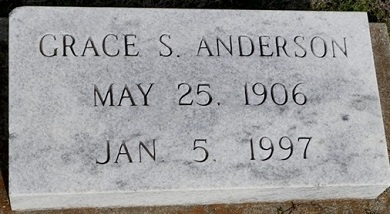 GRACE S. ANDERSON
MAY 25. 1906
JAN. 5. 1997